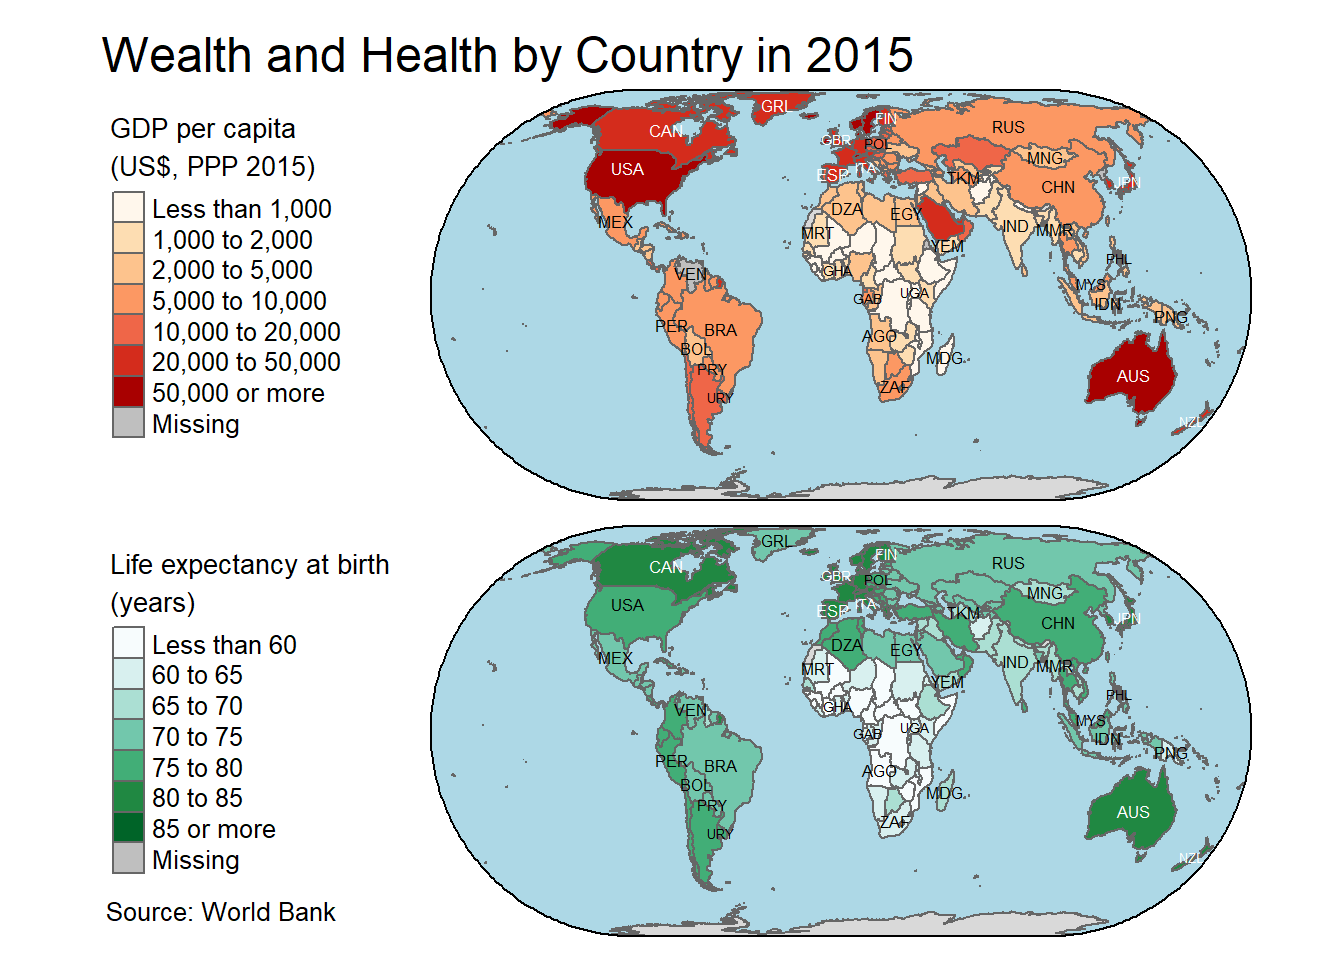 Wealth and Health by Country in 2015
GDP per capita
(US$, PPP 2015)
Less than 1,000
1,000 to 2,000
2,000 to 5,000
5,000 to 10,000
10,000 to 20,000
20,000 to 50,000
50,000 or more
Missing
GRL
FIN
CAN
RUS
GBR
POL
MNG
USA
ITA
ESP
TKM
JPN
CHN
MEX
DZA
EGY
IND
MRT
MMR
YEM
PHL
VEN
GHA
MYS
UGA
GAB
IDN
PNG
PER
BRA
AGO
BOL
MDG
PRY
AUS
ZAF
URY
NZL
Life expectancy at birth
(years)
Less than 60
60 to 65
65 to 70
70 to 75
75 to 80
80 to 85
85 or more
Missing
GRL
FIN
CAN
RUS
GBR
POL
MNG
USA
ITA
ESP
TKM
JPN
CHN
MEX
DZA
EGY
IND
MRT
MMR
YEM
PHL
VEN
GHA
MYS
UGA
GAB
IDN
PNG
PER
BRA
AGO
BOL
MDG
PRY
AUS
ZAF
URY
NZL
Source: World Bank